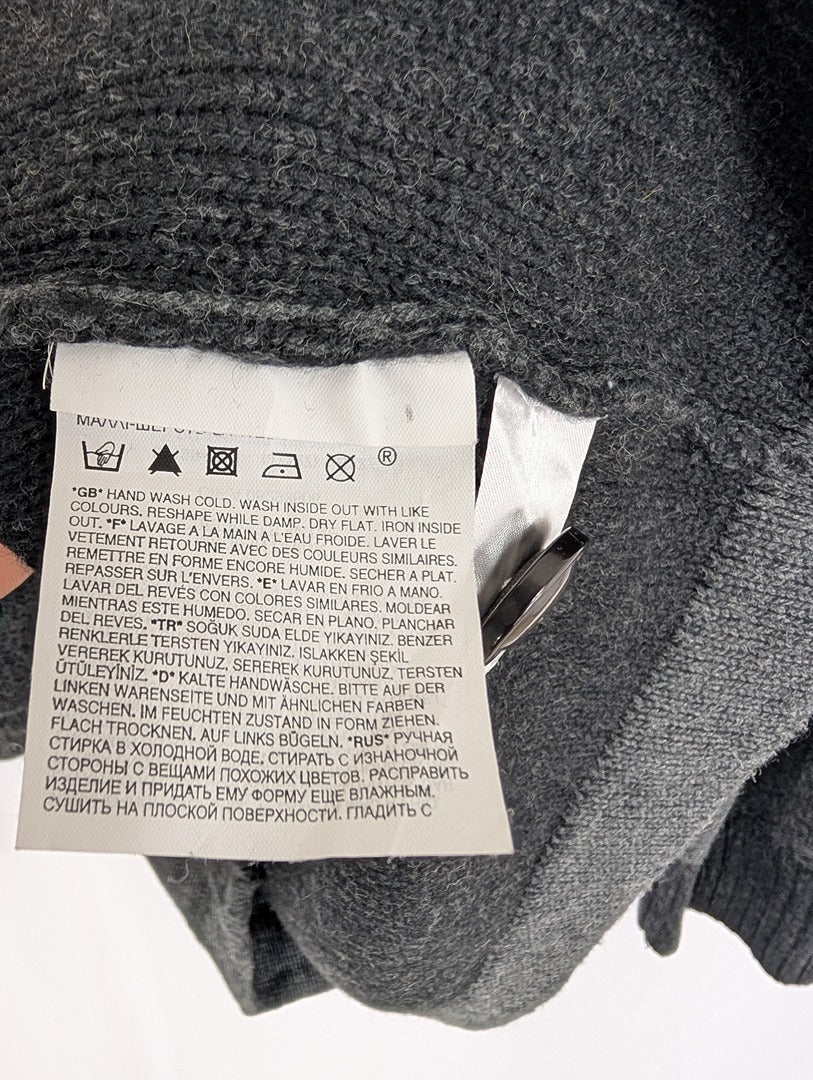 ®
*GB* HAND WASH COLD. WASH INSIDE OUT WITH LIKE
COLOURS. RESHAPE WHILE DAMP. DRY FLAT. IRON INSIDE
OUT. *F* LAVAGE A LA MAIN A L'EAU FROIDE. LAVER LE
VETEMENT RETOURNE AVEC DES COULEURS SIMILAIRES.
REMETTRE EN FORME ENCORE HUMIDE. SECHER A PLAT.
REPASSER SUR L'ENVERS. *E* LAVAR EN FRIO A MANO.
LAVAR DEL REVÉS CON COLORES SIMILARES. MOLDEAR
MIENTRAS ESTE HUMEDO. SECAR EN PLANO. PLANCHAR
DEL REVES. *TR* SOĞUK SUDA ELDE YIKAYINIZ. BENZER
RENKLERLE TERSTEN YIKAYINIZ. ISLAKKEN ŞEKİL
VEREREK KURUTUNUZ, SEREREK KURUTUNUZ, TERSTEN
ÜTÜLEYİNİZ. *D* KALTE HANDWÄSCHE. BITTE AUF DER
LINKEN WARENSEITE UND MIT ÄHNLICHEN FARBEN
WASCHEN. IM FEUCHTEN ZUSTAND IN FORM ZIEHEN.
FLACH TROCKNEN. AUF LINKS BÜGELN. *RUS* РУЧНАЯ
СТИРКА В ХОЛОДНОЙ ВОДЕ. СТИРАТЬ С ИЗНАНОЧНОЙ
СТОРОНЫ С ВЕЩАМИ ПОХОЖИХ ЦВЕТОВ. РАСПРАВИТЬ
ИЗДЕЛИЕ И ПРИДАТЬ ЕМУ ФОРМУ ЕЩЕ ВЛАЖНЫМ.
СУШИТЬ НА ПЛОСКОЙ ПОВЕРХНОСТИ. ГЛАДИТЬ С